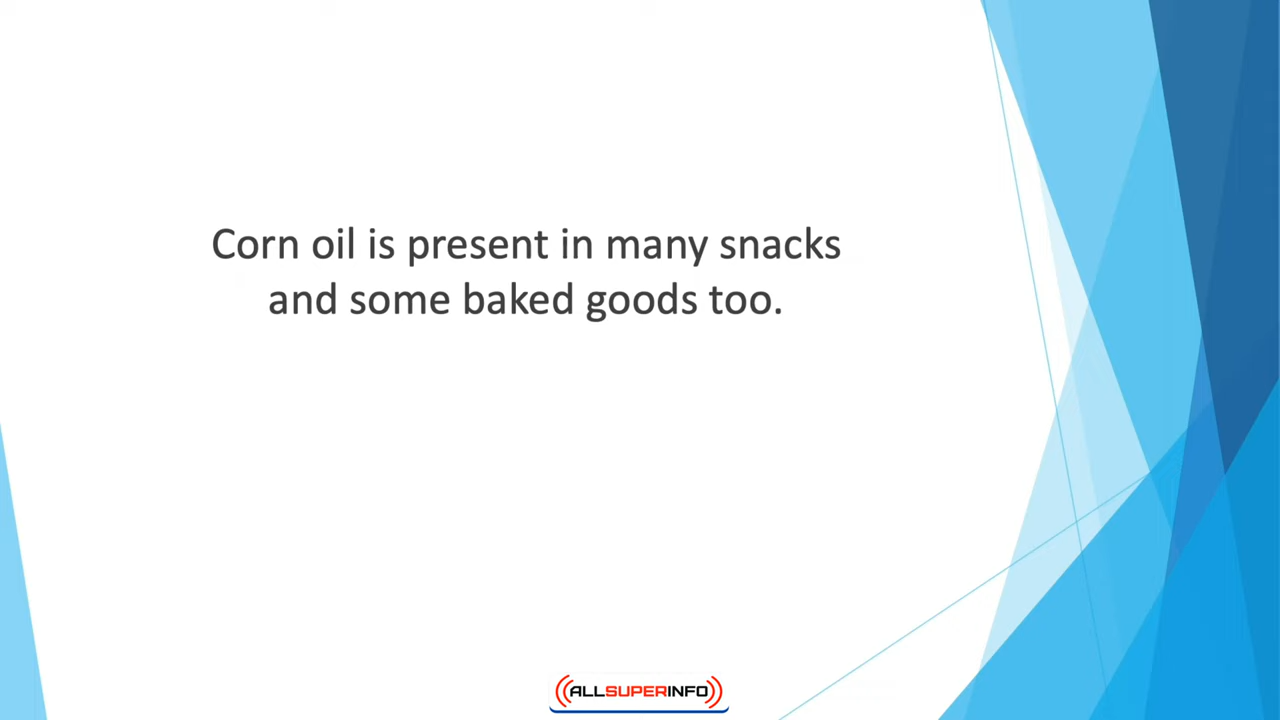 Corn oil is present in many snacks
and some baked goods too.
ALLSUPERINFO